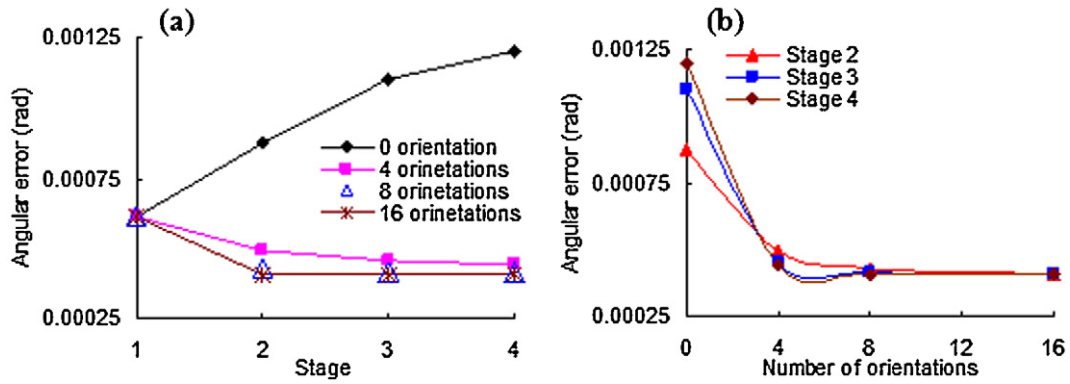 (a)
0.00125
0.00075
0.00025
Angular error (rad)
0 orientation
4 orinetations
8 orinetations
16 orinetations
1 2 3 4
Stage
(b)
0.00125
0.00075
0.00025
Angular error (rad)
Stage 2
Stage 3
Stage 4
0 4 8 12 16
Number of orientations